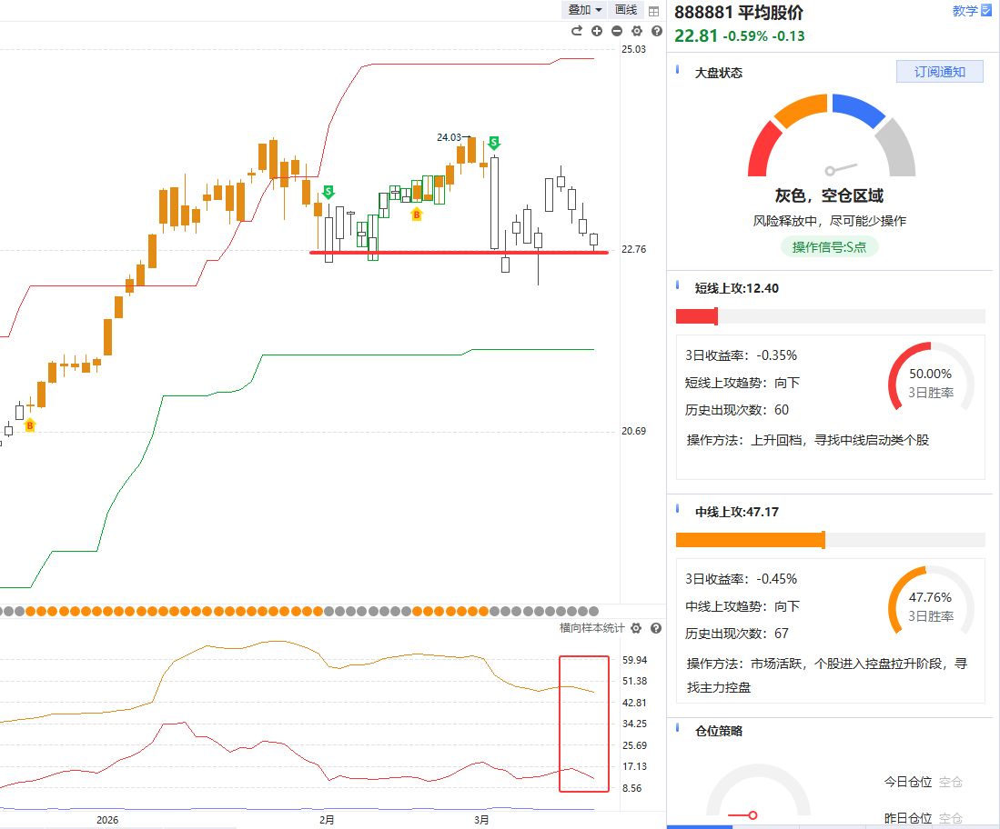 叠加 画线
25.03
24.03
S
S
B
22.76
20.69
B
横向样本统计
59.94
51.38
42.81
34.25
25.69
17.13
8.56
2026 2月 3月
888881 平均股价 教学
22.81 -0.59% -0.13
大盘状态 订阅通知
灰色，空仓区域
风险释放中，尽可能少操作
操作信号:S点
短线上攻:12.40
3日收益率：-0.35%
短线上攻趋势：向下
历史出现次数：60
50.00%
3日胜率
操作方法：上升回档，寻找中线启动类个股
中线上攻:47.17
3日收益率：-0.45%
中线上攻趋势：向下
历史出现次数：67
47.76%
3日胜率
操作方法：市场活跃，个股进入控盘拉升阶段，寻
找主力控盘
仓位策略
今日仓位 空仓
昨日仓位 空仓